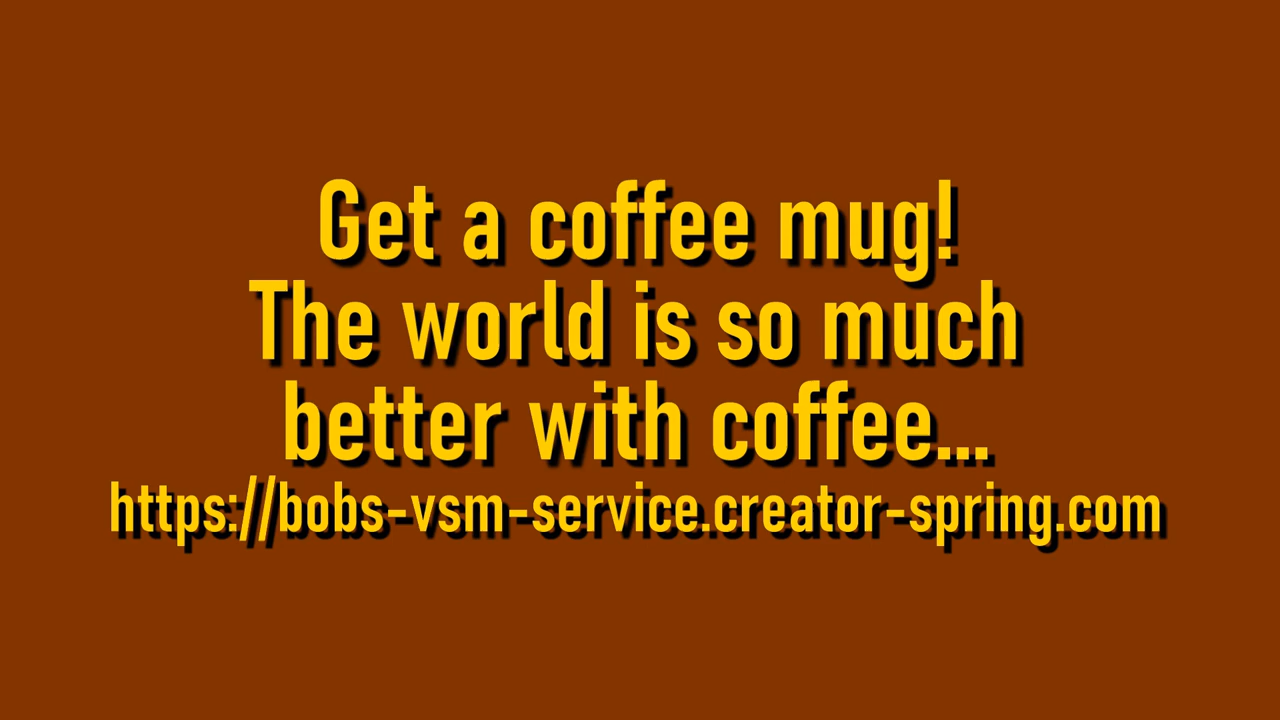 Get a coffee mug!
The world is so much
better with coffee...
https://bobs-vsm-service.creator-spring.com